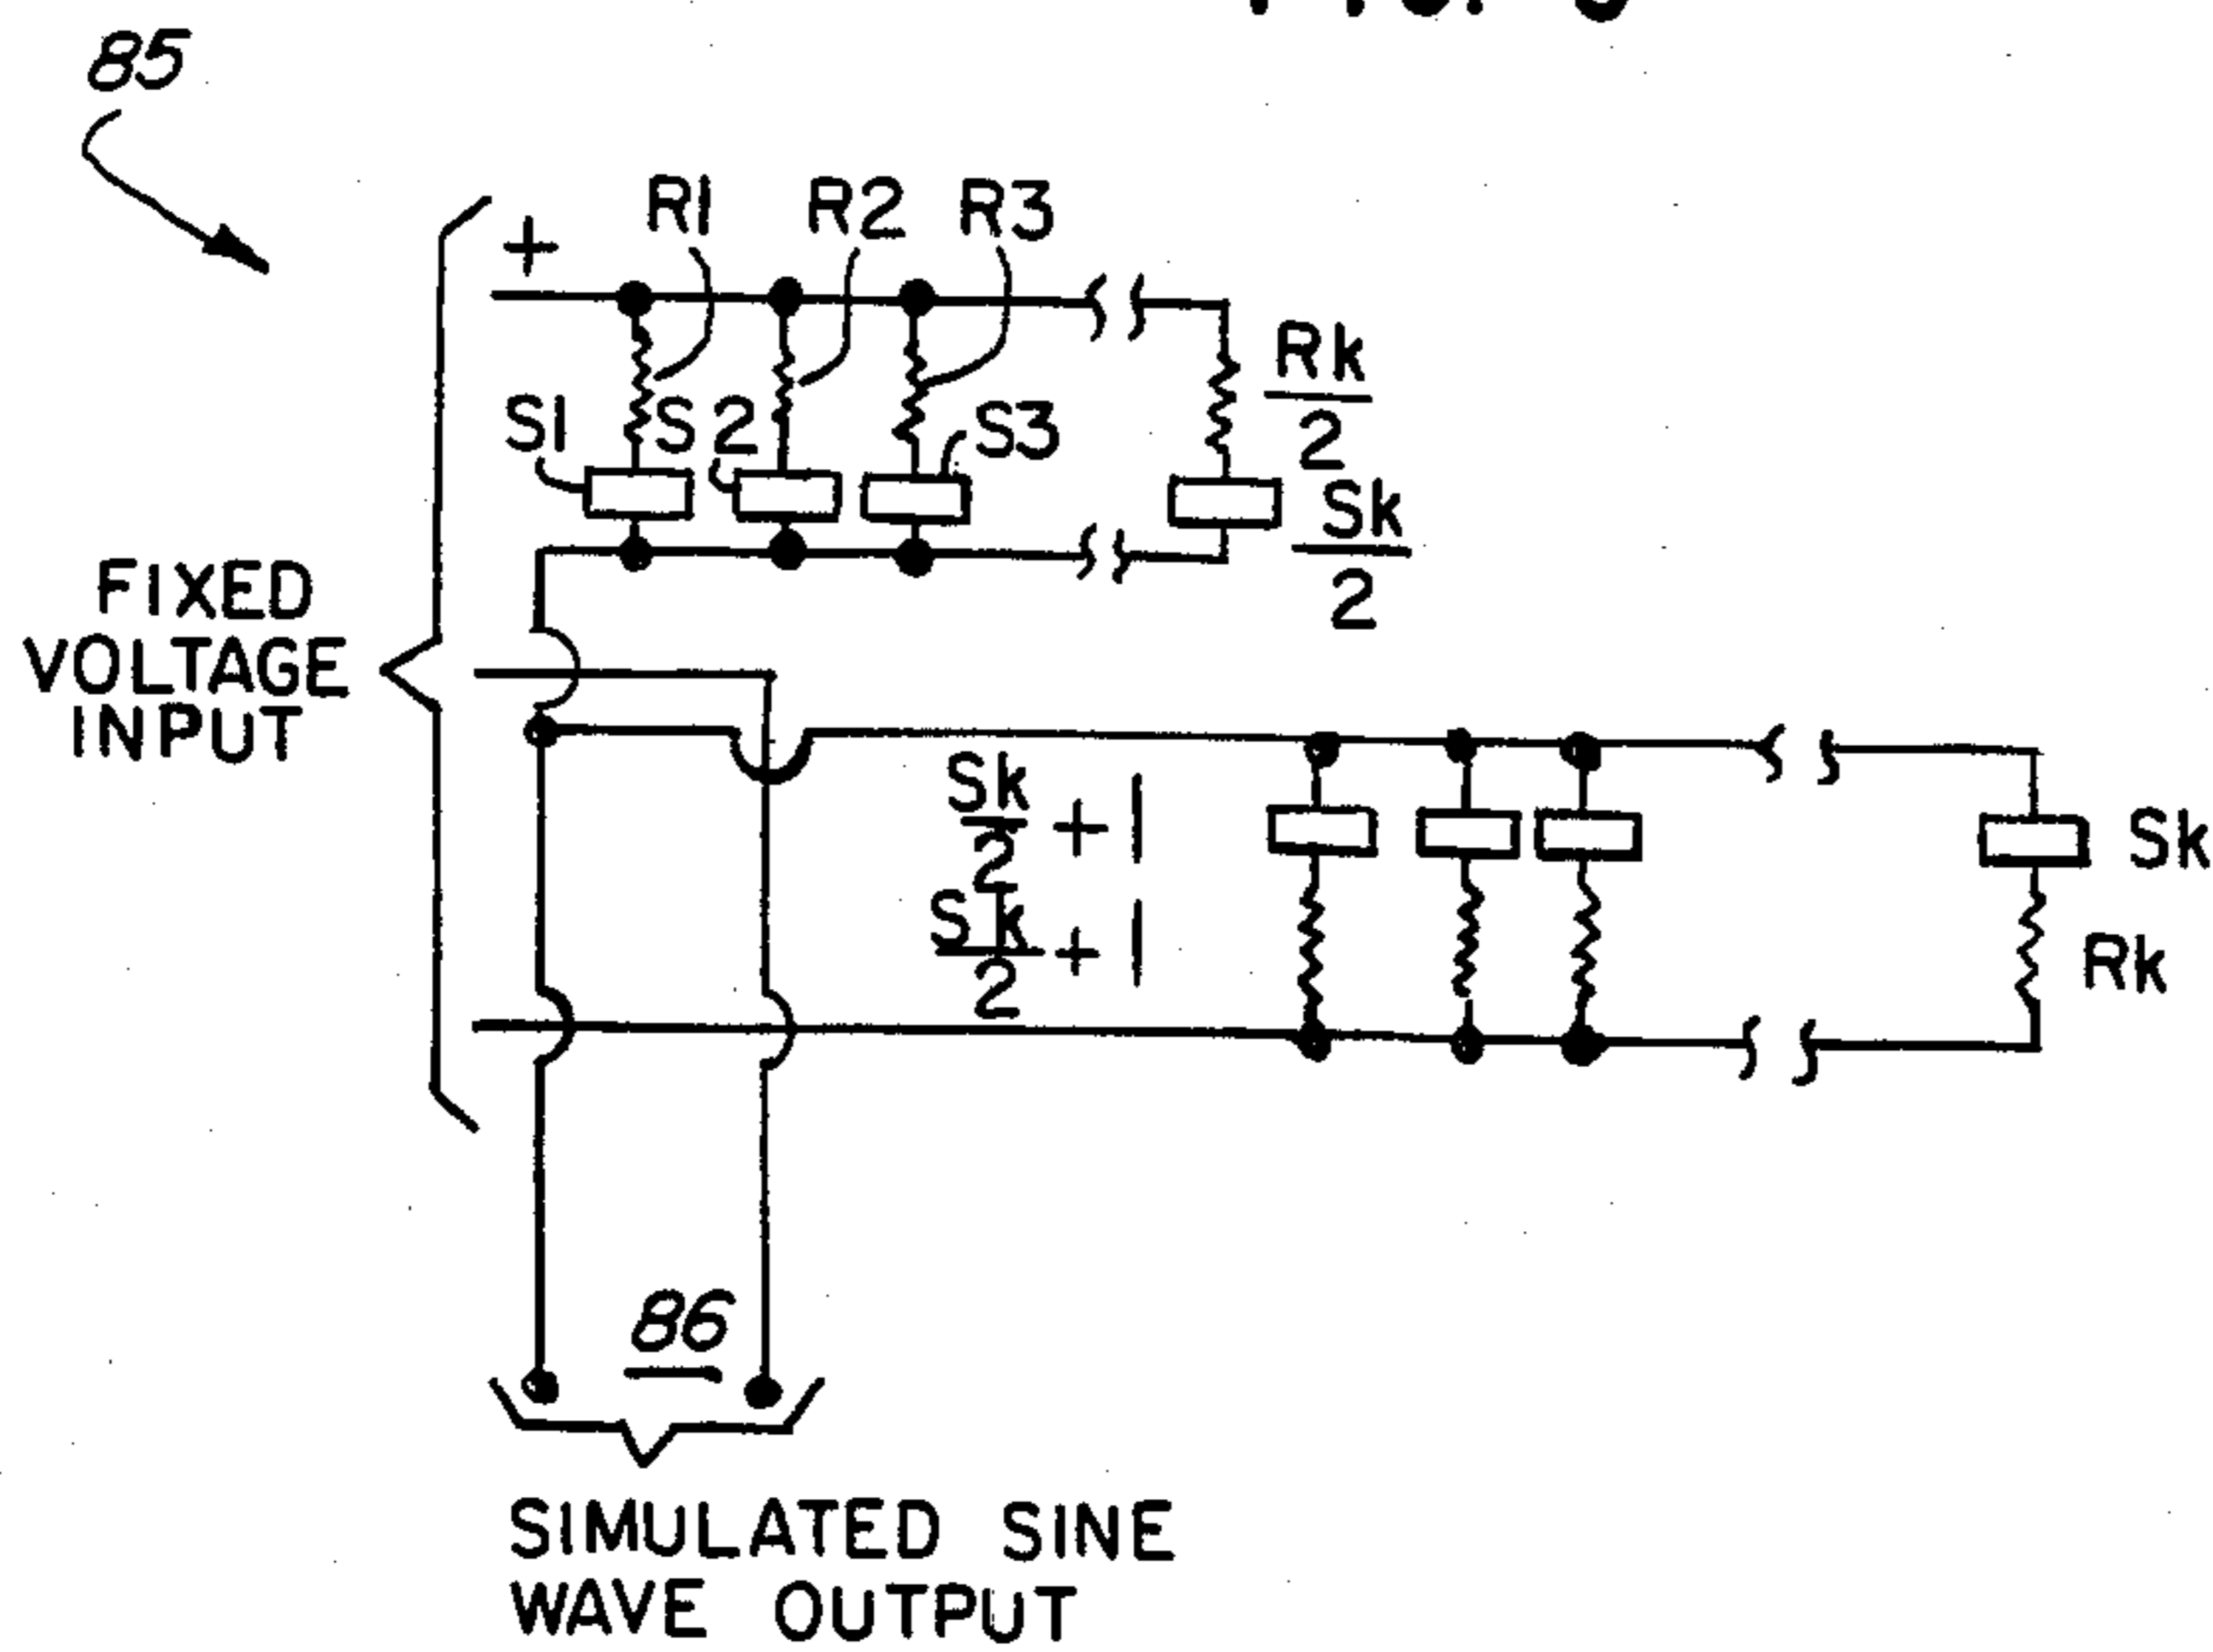 85
+
R1
R2
R3
S1
S2
S3
Rk
2
Sk
2
FIXED
VOLTAGE
INPUT
Sk
2
+1
Sk
2
+1
Sk
Rk
86
SIMULATED SINE
WAVE OUTPUT